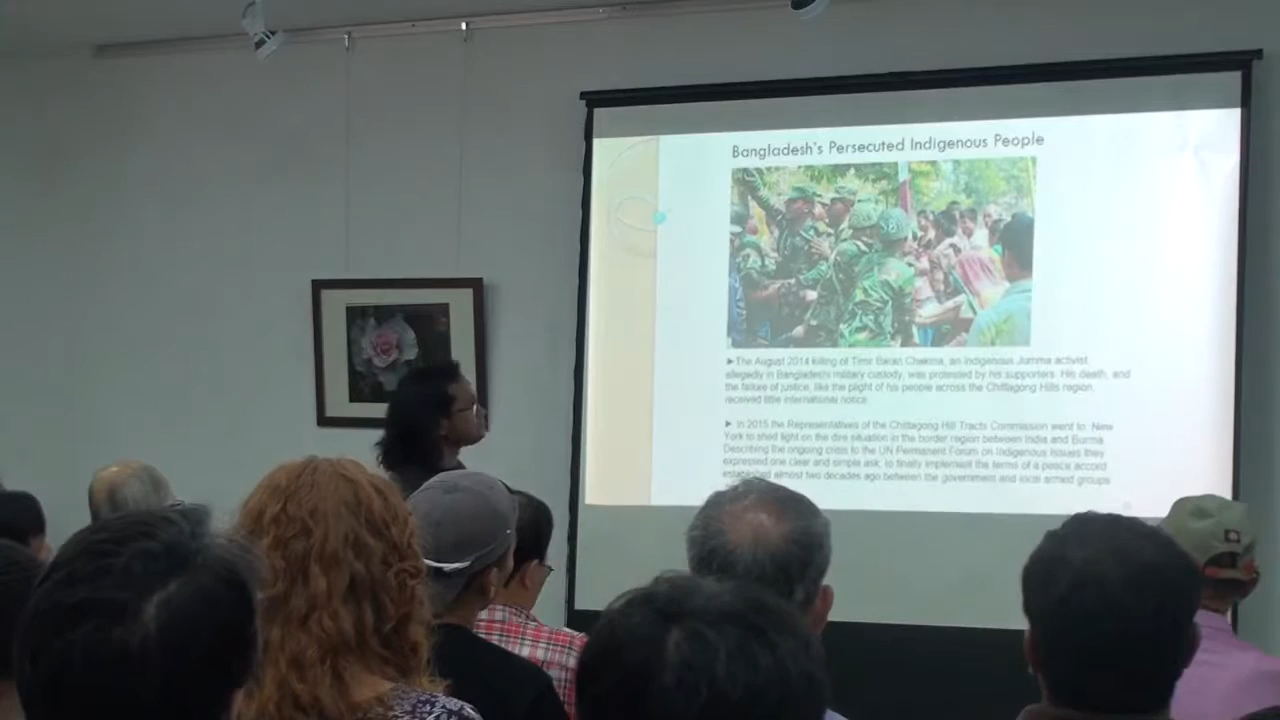 Bangladesh's Persecuted Indigenous People
►The August 2014 killing of Timir Baran Chakma, an Indigenous Jumma activist
allegedly in Bangladeshi military custody, was protested by his supporters. His death, and
the failure of justice, like the plight of his people across the Chittagong Hills region,
received little international notice.
► In 2015 the Representatives of the Chittagong Hill Tracts Commission went to New
York to shed light on the dire situation in the border region between India and Burma
Describing the ongoing crisis to the UN Permanent Forum on Indigenous Issues they
expressed one clear and simple ask, to finally implement the terms of a peace accord
established almost two decades ago between the government and local armed groups